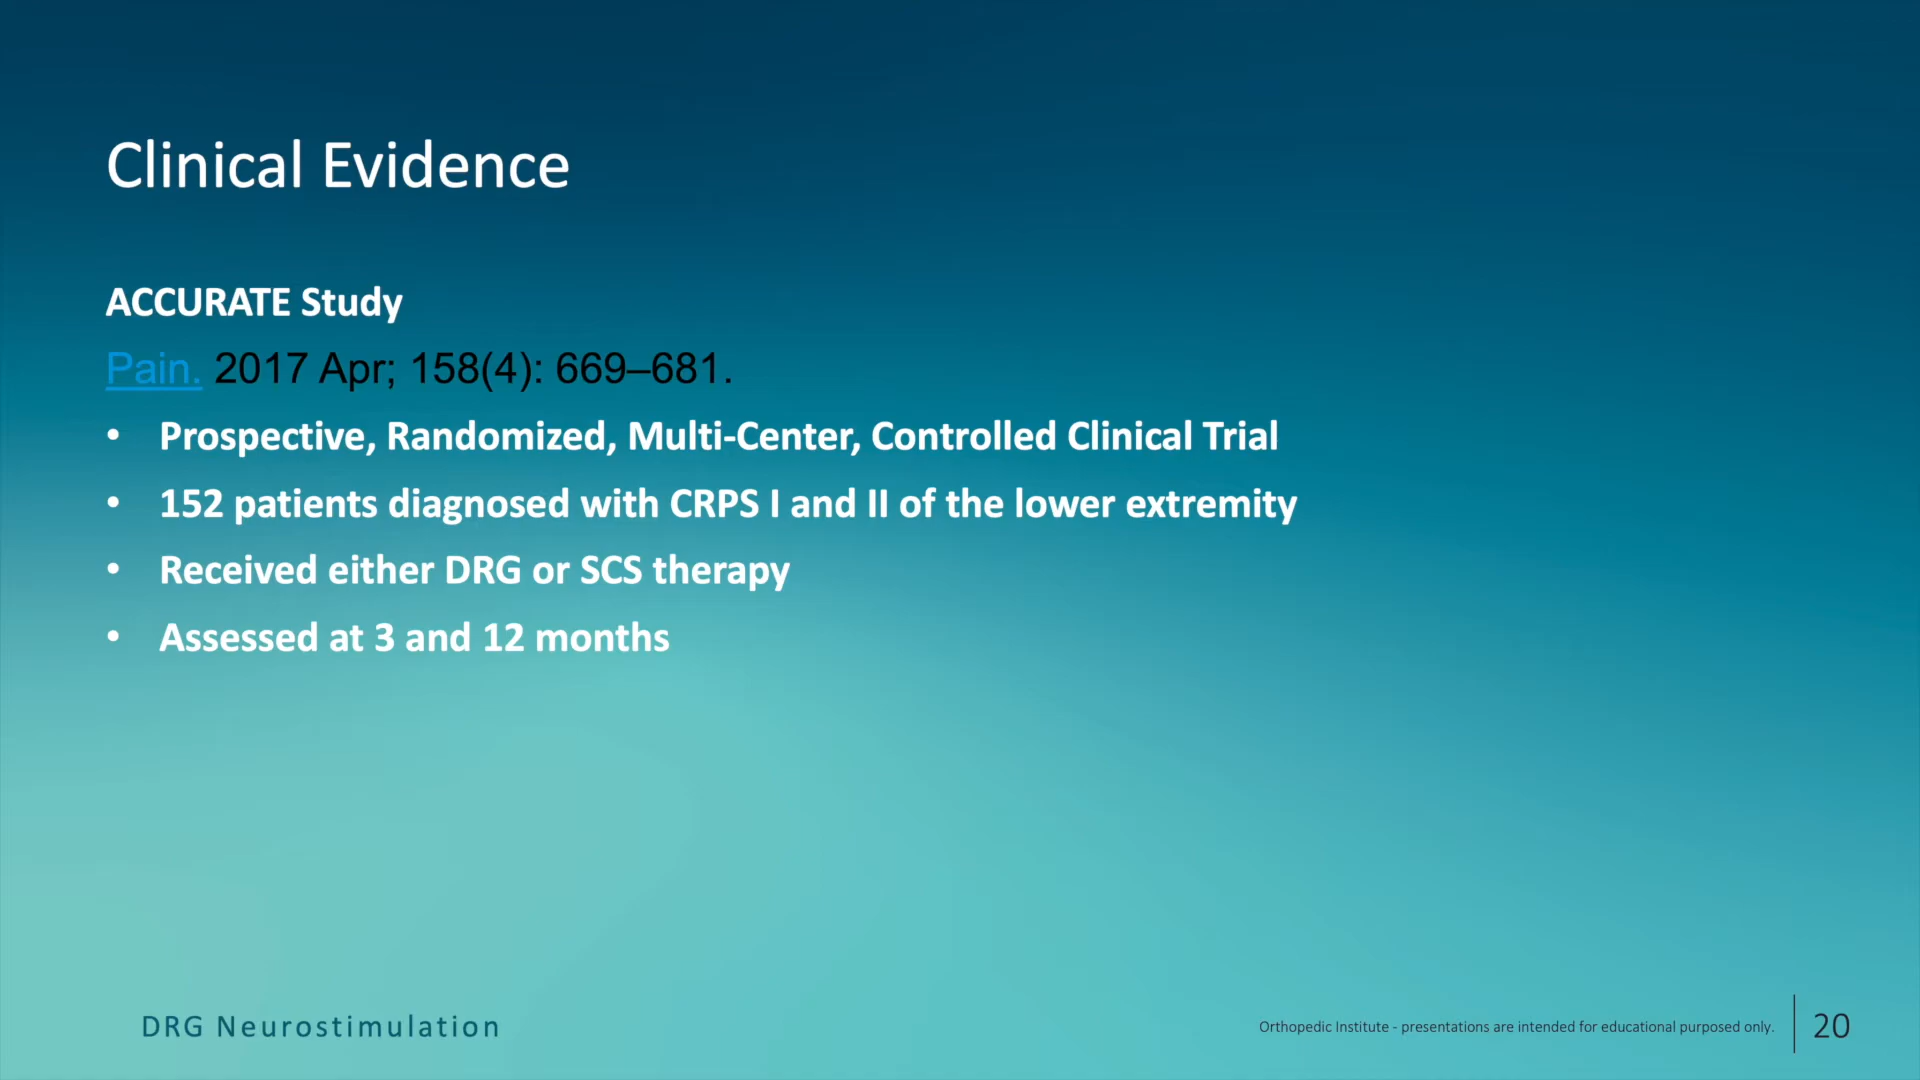 Clinical Evidence
ACCURATE Study
Pain. 2017 Apr; 158(4): 669–681.
• Prospective, Randomized, Multi-Center, Controlled Clinical Trial
• 152 patients diagnosed with CRPS I and II of the lower extremity
• Received either DRG or SCS therapy
• Assessed at 3 and 12 months
DRG Neurostimulation
Orthopedic Institute - presentations are intended for educational purposed only.
20